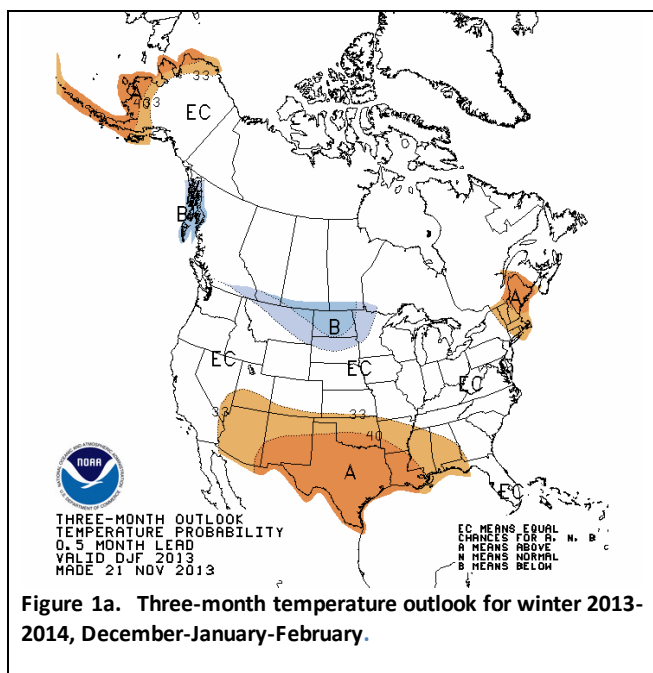 33
A
4033
EC
B
A
B
EC
EC
EC
33
33
40
A
EC
NOAA
THREE-MONTH OUTLOOK
TEMPERATURE PROBABILITY
0.5 MONTH LEAD
VALID DJF 2013
MADE 21 NOV 2013
EC MEANS EQUAL
CHANCES FOR A, N, B
A MEANS ABOVE
N MEANS NORMAL
B MEANS BELOW
Figure 1a. Three-month temperature outlook for winter 2013-
2014, December-January-February.